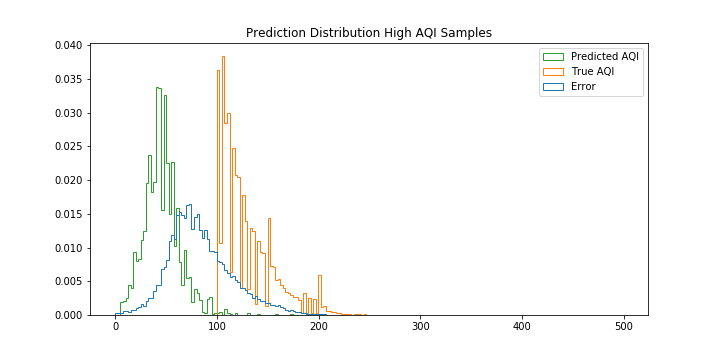 Prediction Distribution High AQI Samples
0.040
0.035
0.030
0.025
0.020
0.015
0.010
0.005
0.000
0 100 200 300 400 500
Predicted AQI
True AQI
Error